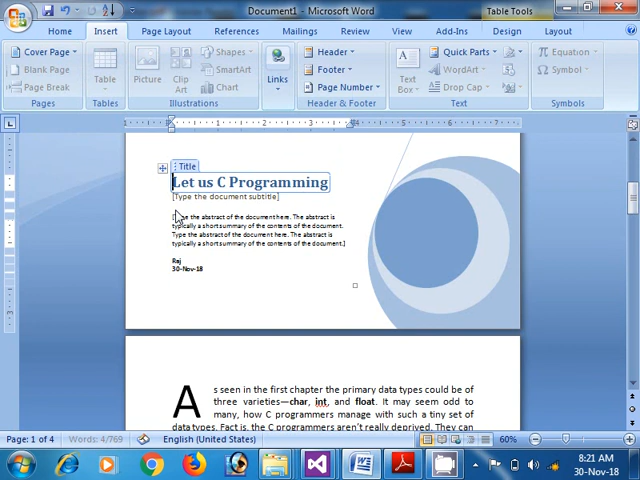 Document1 - Microsoft Word
Table Tools
Home
Insert
Page Layout
References
Mailings
Review
View
Add-Ins
Design
Layout
Cover Page
Blank Page
Page Break
Pages
Table
Tables
Picture
Clip
Art
Shapes
SmartArt
Chart
Illustrations
Links
Header
Footer
Page Number
Header & Footer
Text
Box
Quick Parts
WordArt
Drop Cap
Text
Equation
Symbol
Symbols
Title
Let us C Programming
[Type the document subtitle]
[Type the abstract of the document here. The abstract is
typically a short summary of the contents of the document.
Type the abstract of the document here. The abstract is
typically a short summary of the contents of the document.]
Raj
30-Nov-18
As seen in the first chapter the primary data types could be of
three varieties—char, int, and float. It may seem odd to
many, how C programmers manage with such a tiny set of
data types. Fact is, the C programmers aren't really deprived. They can
Page: 1 of 4
Words: 4/769
English (United States)
60%
8:21 AM
30-Nov-18